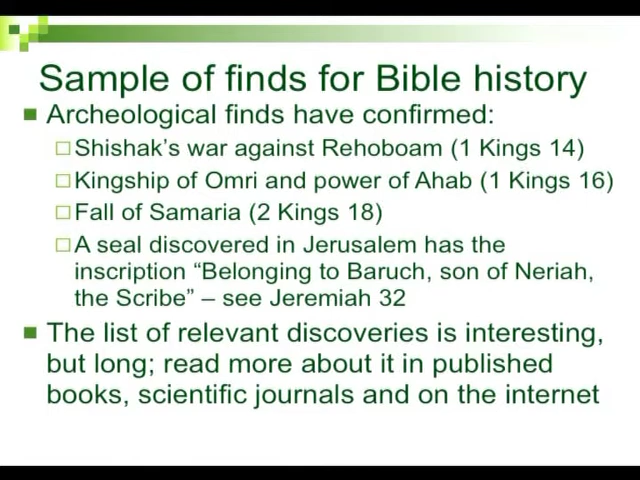 Sample of finds for Bible history
Archeological finds have confirmed:
Shishak's war against Rehoboam (1 Kings 14)
Kingship of Omri and power of Ahab (1 Kings 16)
Fall of Samaria (2 Kings 18)
A seal discovered in Jerusalem has the
inscription “Belonging to Baruch, son of Neriah,
the Scribe” – see Jeremiah 32
The list of relevant discoveries is interesting,
but long; read more about it in published
books, scientific journals and on the internet